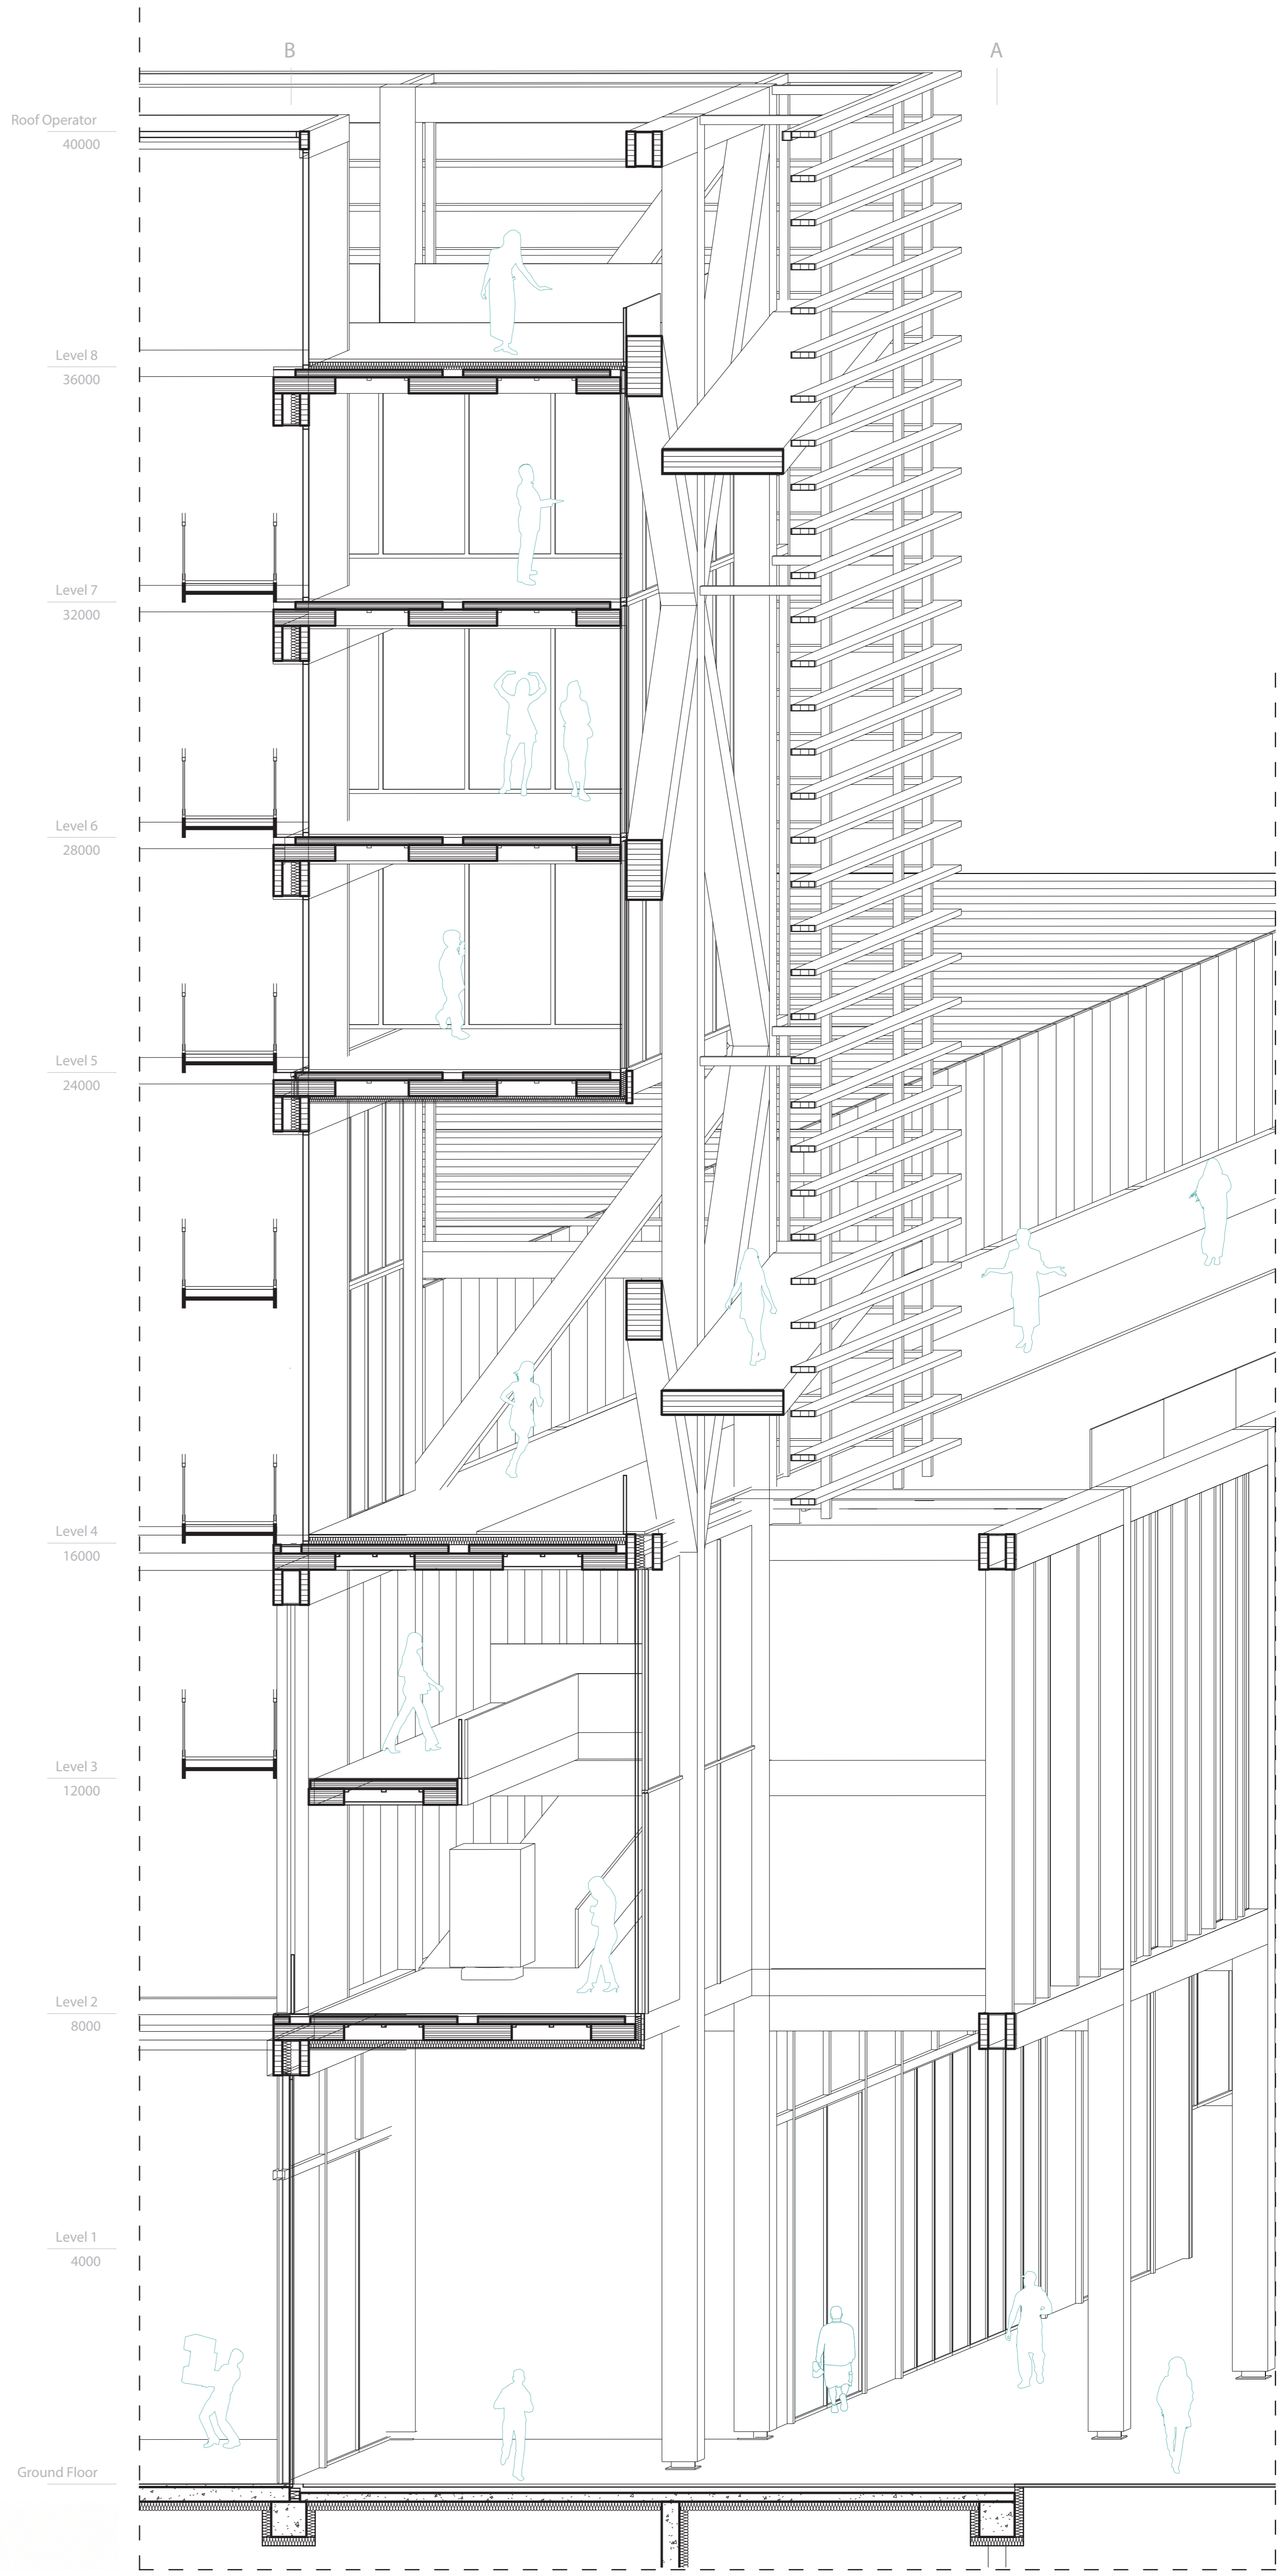 B
A
Roof Operator
40000
Level 8
36000
Level 7
32000
Level 6
28000
Level 5
24000
Level 4
16000
Level 3
12000
Level 2
8000
Level 1
4000
Ground Floor